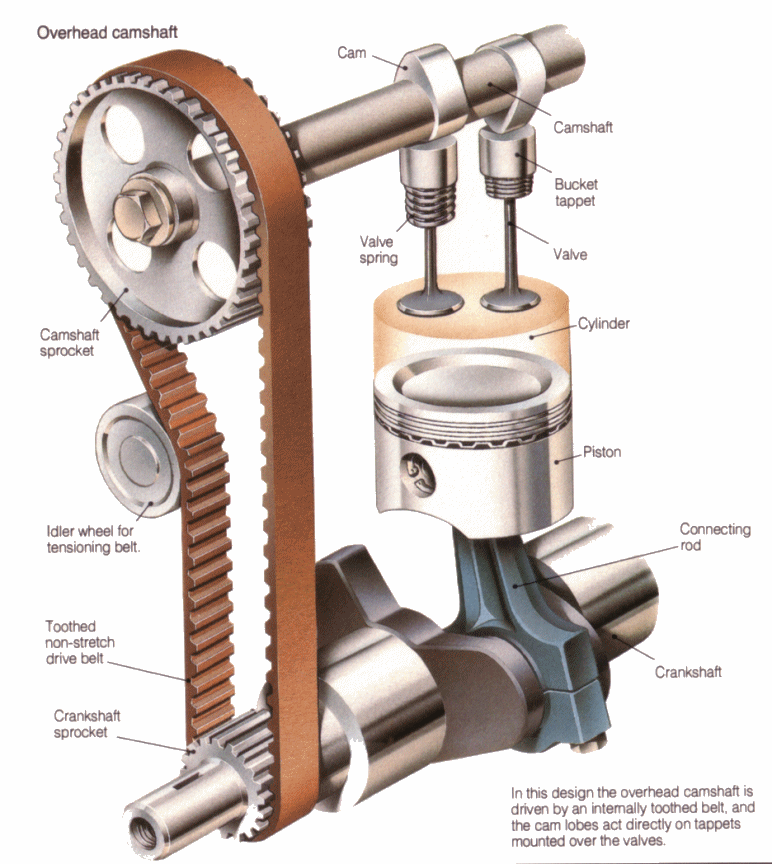 Overhead camshaft
Cam
Camshaft
Bucket
tappet
Valve
spring
Valve
Cylinder
Camshaft
sprocket
Piston
Idler wheel for
tensioning belt.
Connecting
rod
Toothed
non-stretch
drive belt
Crankshaft
Crankshaft
sprocket
In this design the overhead camshaft is
driven by an internally toothed belt, and
the cam lobes act directly on tappets
mounted over the valves.